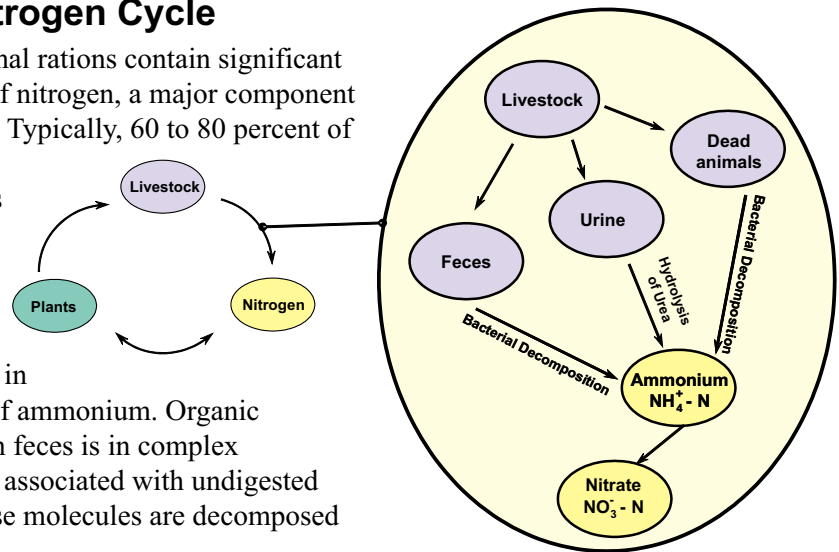 trogen Cycle
nal rations contain significant
f nitrogen, a major component
Typically, 60 to 80 percent of
s
in
f ammonium. Organic
n feces is in complex
associated with undigested
se molecules are decomposed
Livestock
Plants
Nitrogen
Livestock
Dead
animals
Urine
Feces
Bacterial Decomposition
Hydrolysis
of Urea
Bacterial Decomposition
Ammonium
NH₄⁺ - N
Nitrate
NO₃⁻ - N